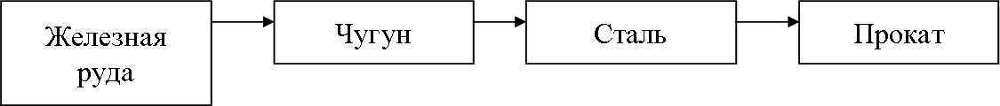 Железная
руда
Чугун
Сталь
Прокат